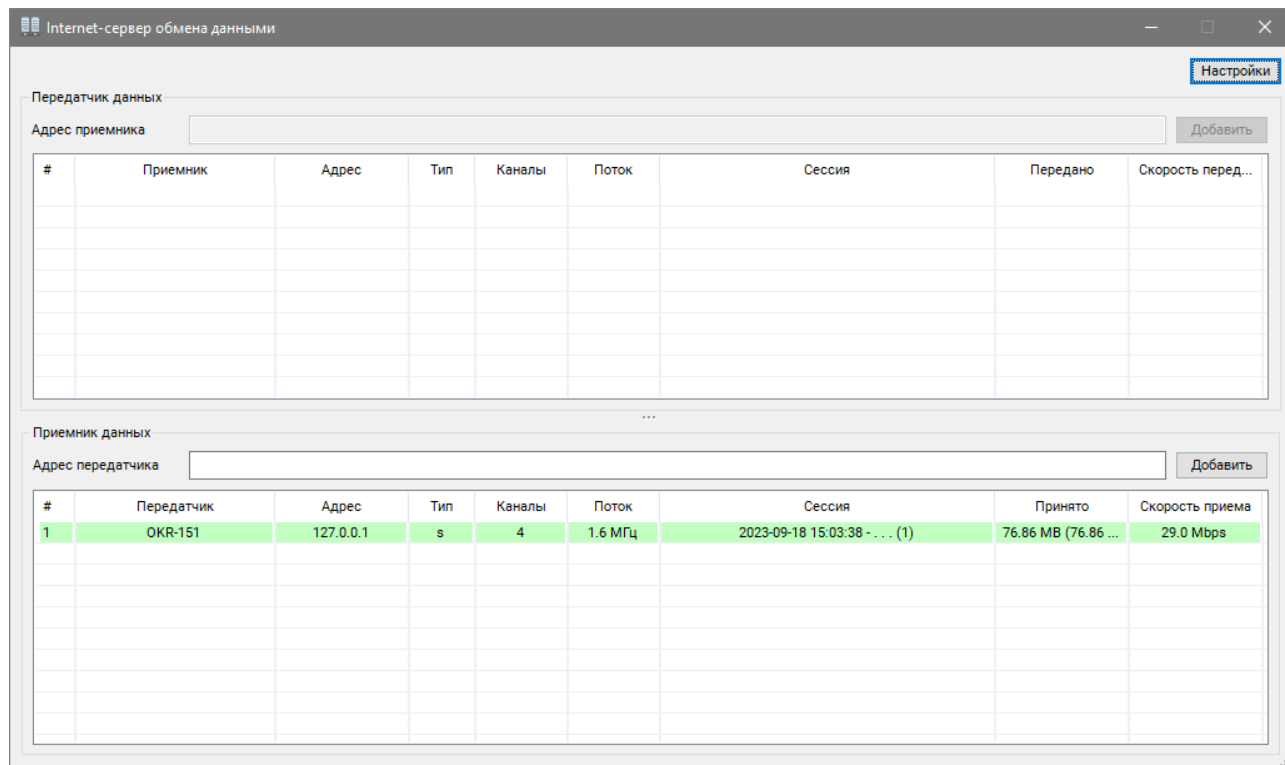 Internet-сервер обмена данными
Настройки
Передатчик данных
Адрес приемника Добавить
# Приемник Адрес Тип Каналы Поток Сессия Передано Скорость перед...
Приемник данных
Адрес передатчика Добавить
# Передатчик Адрес Тип Каналы Поток Сессия Принято Скорость приема
1 OKR-151 127.0.0.1 s 4 1.6 МГц 2023-09-18 15:03:38 - . . . (1) 76.86 MB (76.86 ... 29.0 Mbps